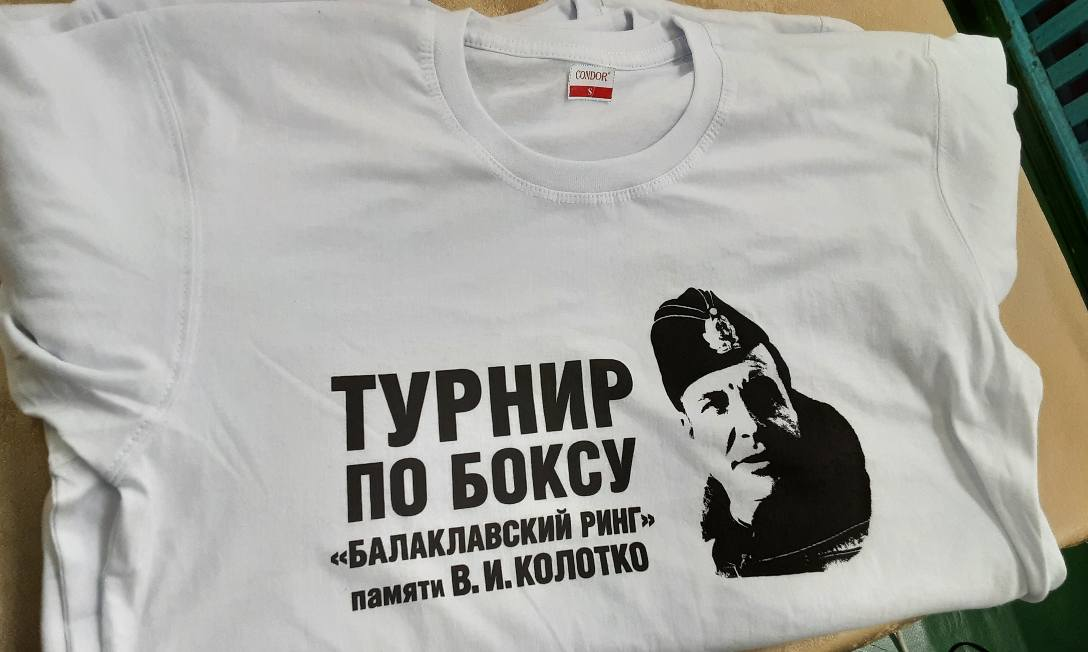 CONDOR
S
ТУРНИР
ПО БОКСУ
«БАЛАКЛАВСКИЙ РИНГ»
памяти В. И. КОЛОТКО